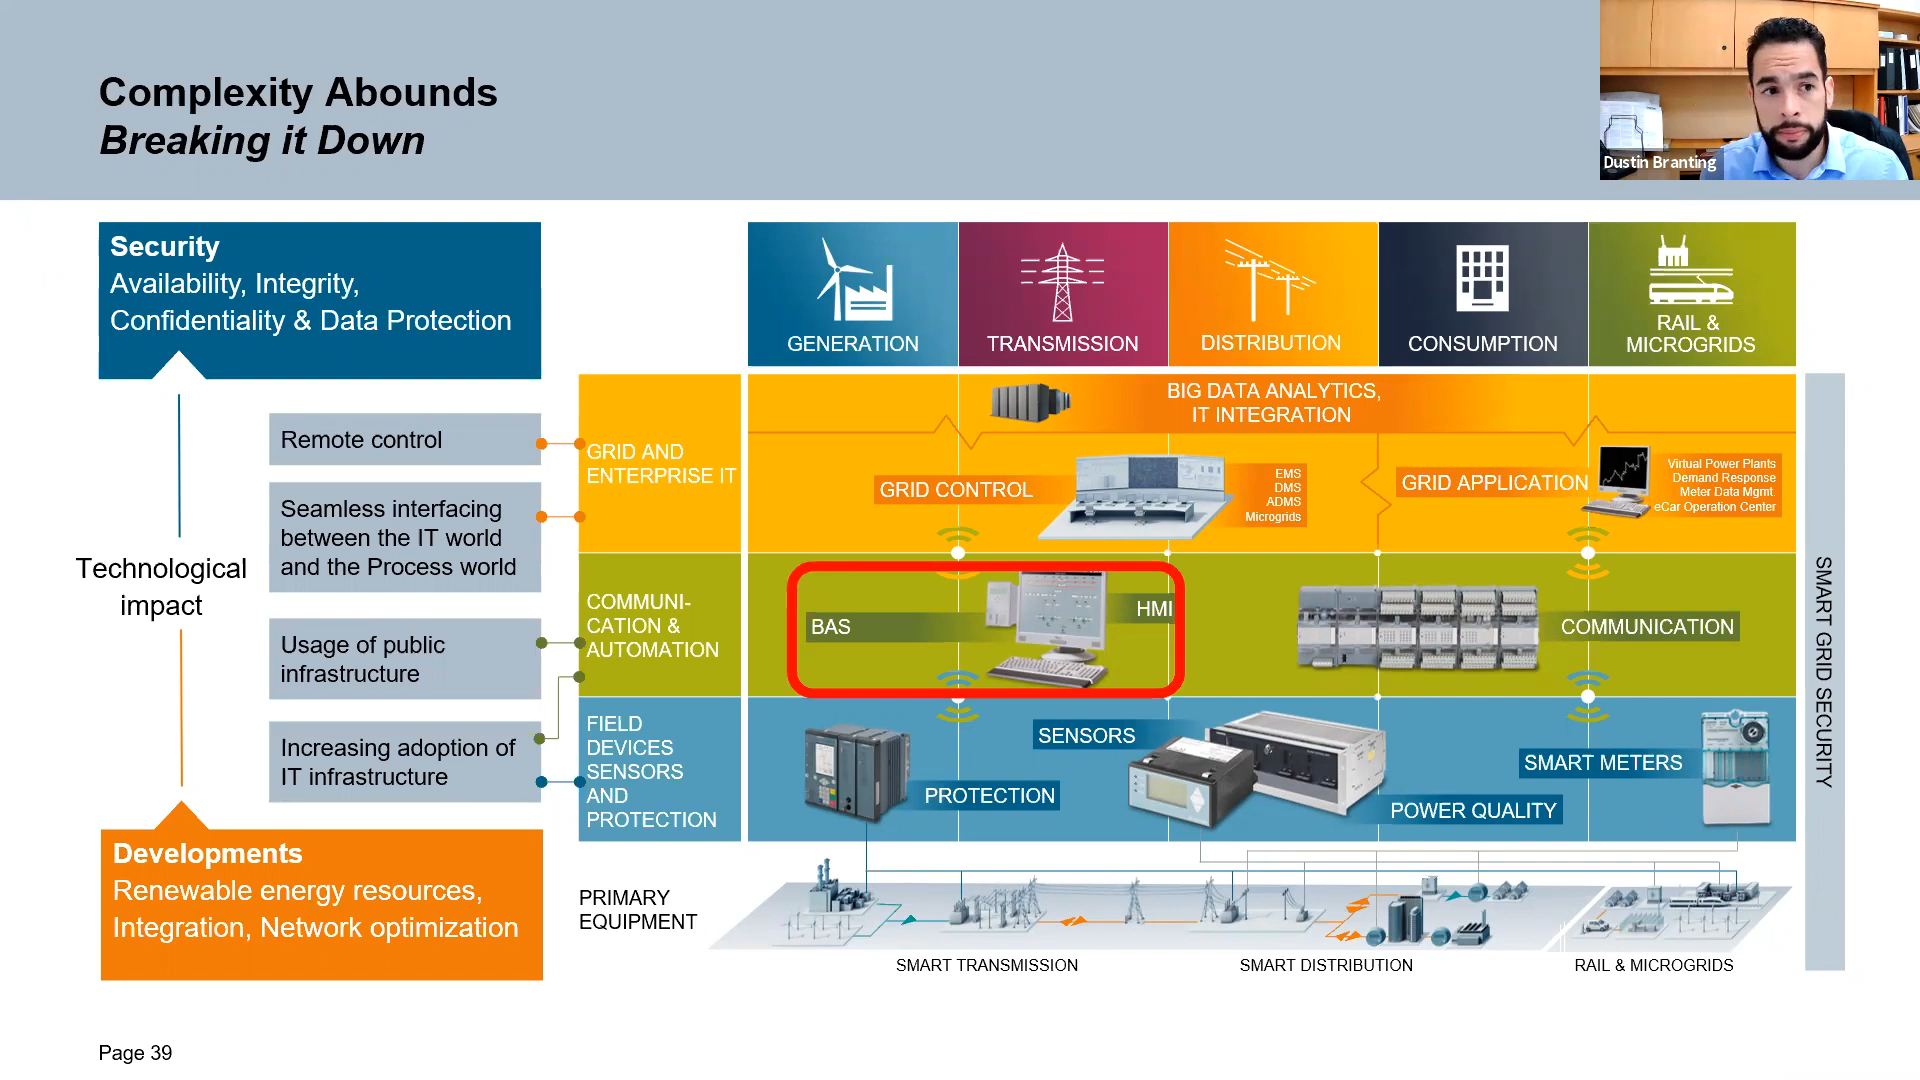 Complexity Abounds
Breaking it Down
Dustin Branting
Security
Availability, Integrity,
Confidentiality & Data Protection
Technological
impact
Developments
Renewable energy resources,
Integration, Network optimization
Remote control
Seamless interfacing
between the IT world
and the Process world
Usage of public
infrastructure
Increasing adoption of
IT infrastructure
GENERATION
TRANSMISSION
DISTRIBUTION
CONSUMPTION
RAIL &
MICROGRIDS
GRID AND
ENTERPRISE IT
BIG DATA ANALYTICS,
IT INTEGRATION
GRID CONTROL
EMS
DMS
ADMS
Microgrids
GRID APPLICATION
Virtual Power Plants
Demand Response
Meter Data Mgmt.
eCar Operation Center
COMMUNI-
CATION &
AUTOMATION
BAS
HMI
COMMUNICATION
FIELD
DEVICES
SENSORS
AND
PROTECTION
PROTECTION
SENSORS
POWER QUALITY
SMART METERS
SMART GRID SECURITY
PRIMARY
EQUIPMENT
SMART TRANSMISSION
SMART DISTRIBUTION
RAIL & MICROGRIDS
Page 39